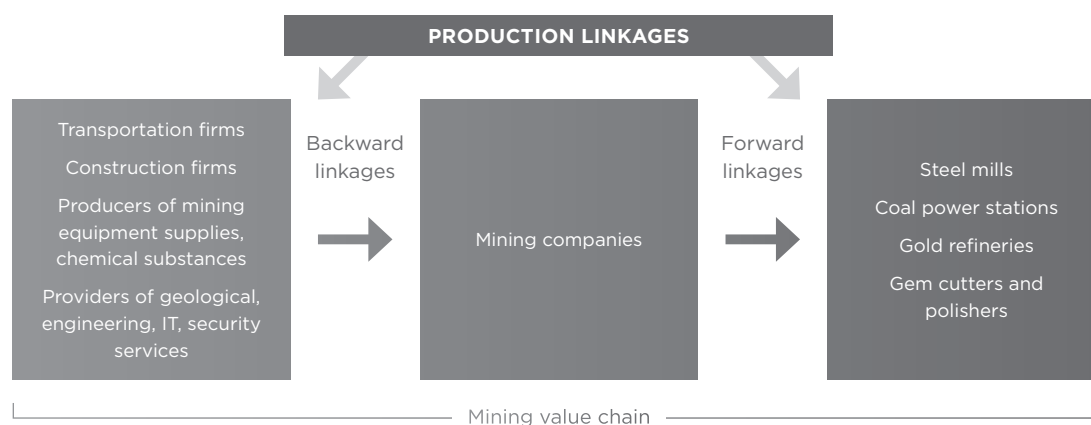 PRODUCTION LINKAGES
Transportation firms
Construction firms
Producers of mining
equipment supplies,
chemical substances
Providers of geological,
engineering, IT, security
services
Backward
linkages
Mining companies
Forward
linkages
Steel mills
Coal power stations
Gold refineries
Gem cutters and
polishers
Mining value chain